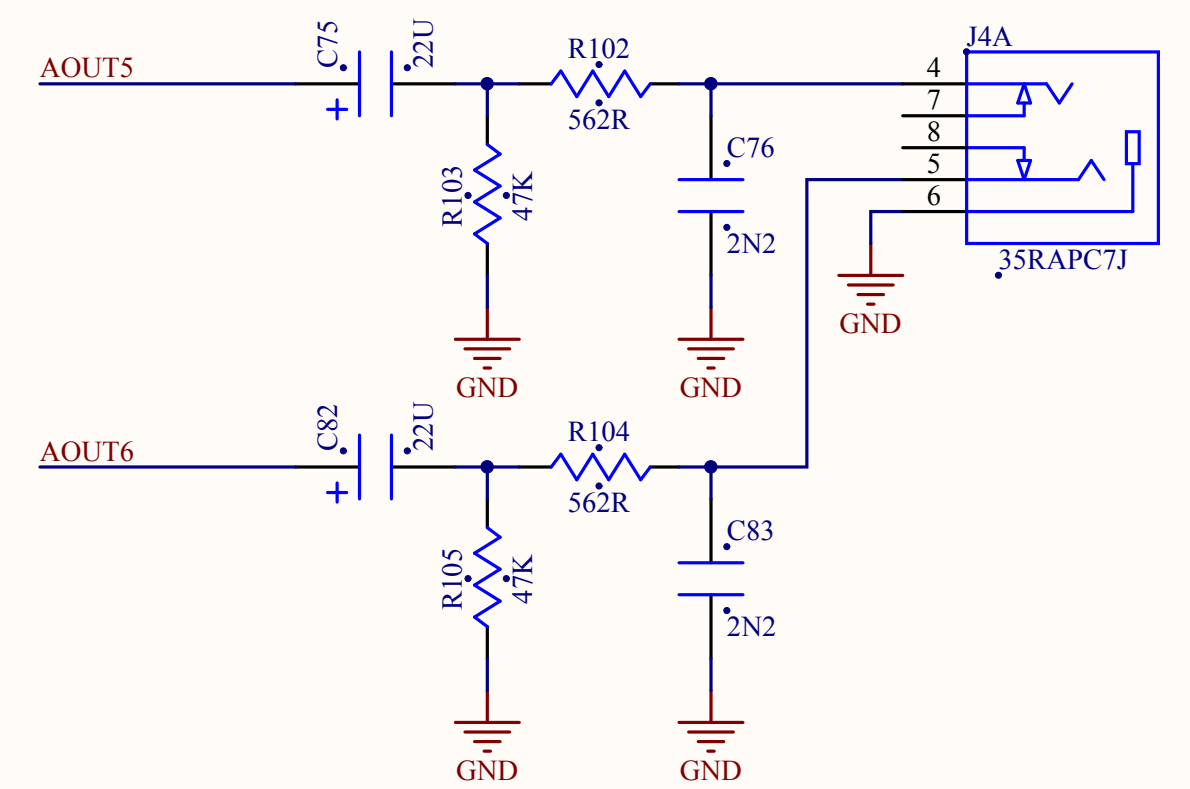 AOUT5
C75
22U
+
R102
562R
R103
47K
C76
2N2
GND
GND
J4A
4
7
8
5
6
35RAPC7J
GND
AOUT6
C82
22U
+
R104
562R
R105
47K
C83
2N2
GND
GND